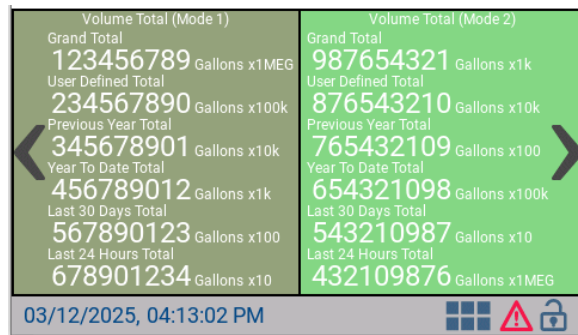 Volume Total (Mode 1)
Grand Total
123456789 Gallons x1MEG
User Defined Total
234567890 Gallons x100k
Previous Year Total
345678901 Gallons x10k
Year To Date Total
456789012 Gallons x1k
Last 30 Days Total
567890123 Gallons x100
Last 24 Hours Total
678901234 Gallons x10
Volume Total (Mode 2)
Grand Total
987654321 Gallons x1k
User Defined Total
876543210 Gallons x10k
Previous Year Total
765432109 Gallons x100
Year To Date Total
654321098 Gallons x100k
Last 30 Days Total
543210987 Gallons x10
Last 24 Hours Total
432109876 Gallons x1MEG
03/12/2025, 04:13:02 PM